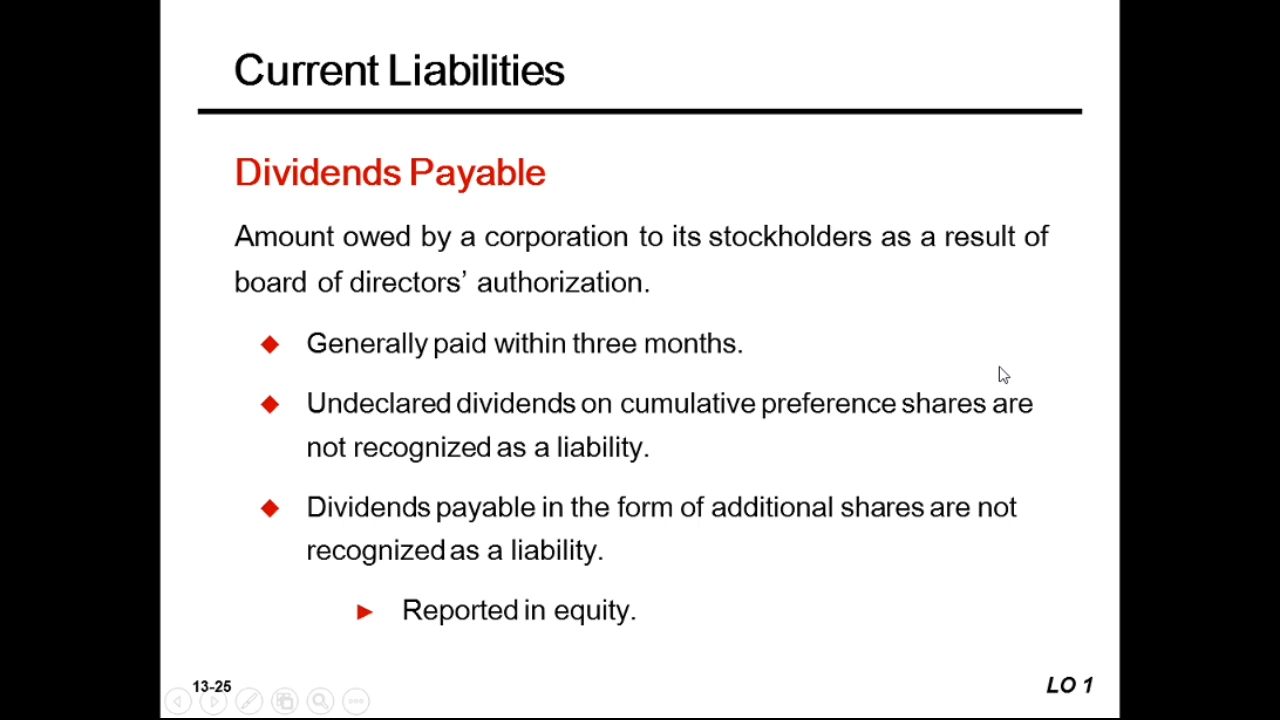 Current Liabilities
Dividends Payable
Amount owed by a corporation to its stockholders as a result of
board of directors’ authorization.
Generally paid within three months.
Undeclared dividends on cumulative preference shares are
not recognized as a liability.
Dividends payable in the form of additional shares are not
recognized as a liability.
Reported in equity.
13-25
LO 1